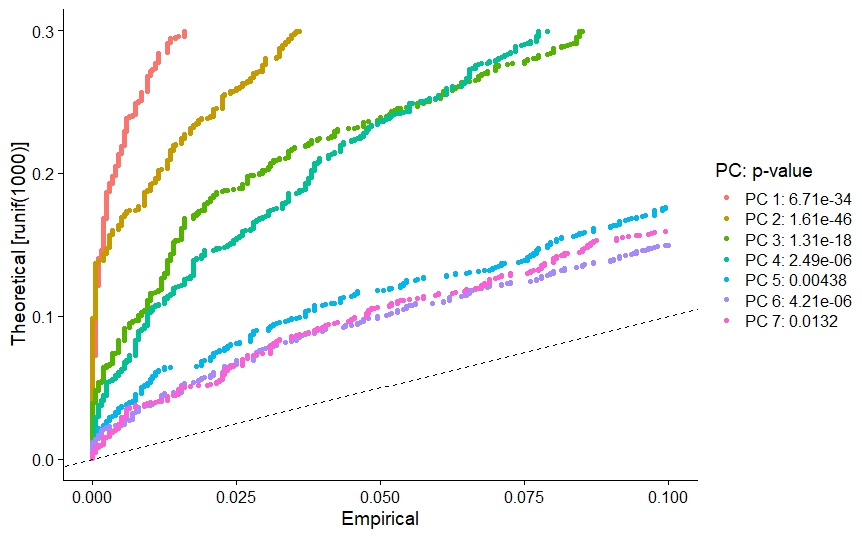 0.3
0.2
0.1
0.0
Theoretical [runif(1000)]
0.000
0.025
0.050
0.075
0.100
Empirical
PC: p-value
PC 1: 6.71e-34
PC 2: 1.61e-46
PC 3: 1.31e-18
PC 4: 2.49e-06
PC 5: 0.00438
PC 6: 4.21e-06
PC 7: 0.0132